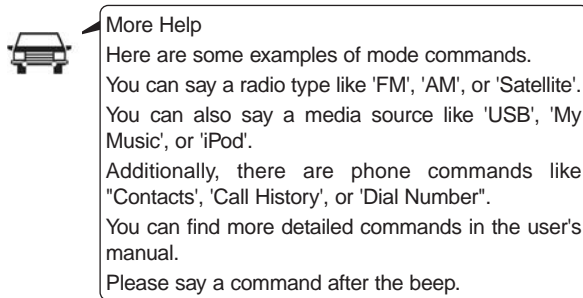 More Help
Here are some examples of mode commands.
You can say a radio type like 'FM', 'AM', or 'Satellite'.
You can also say a media source like 'USB', 'My
Music', or 'iPod'.
Additionally, there are phone commands like
"Contacts', 'Call History', or 'Dial Number".
You can find more detailed commands in the user's
manual.
Please say a command after the beep.